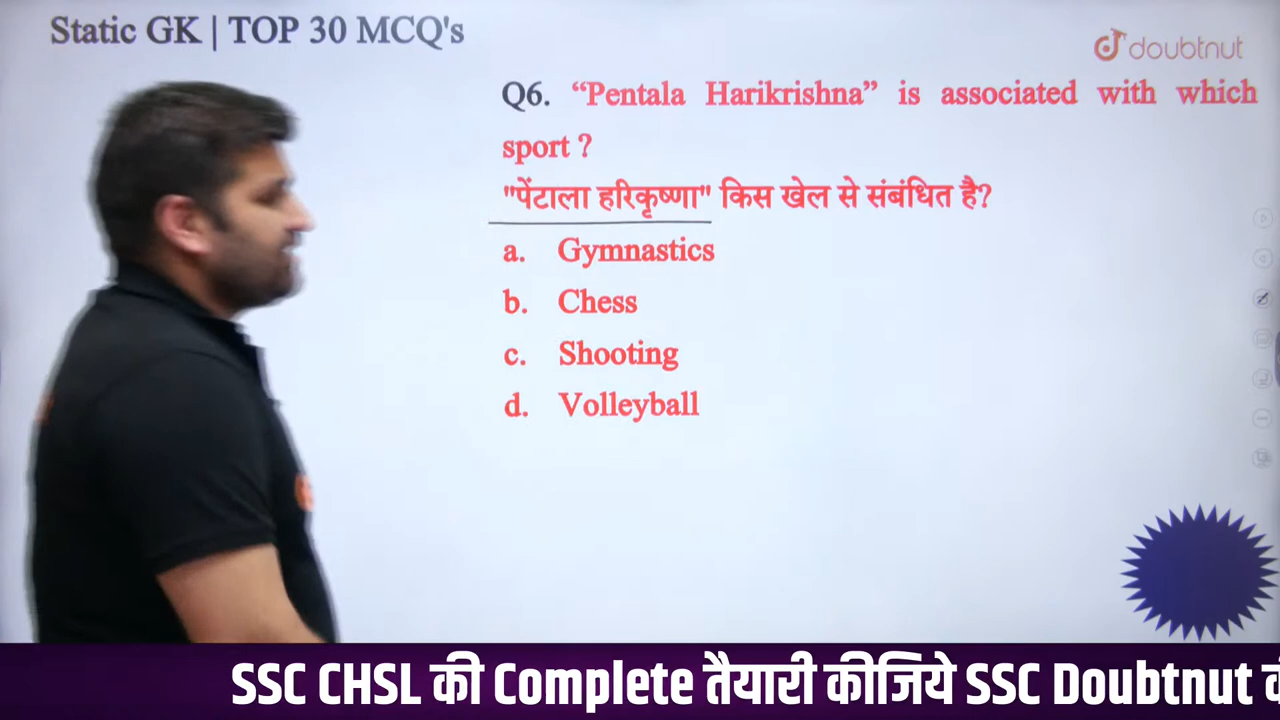 Static GK | TOP 30 MCQ's
doubtnut
Q6. “Pentala Harikrishna” is associated with which
sport ?
"पेंटाला हरिकृष्णा" किस खेल से संबंधित है?
a. Gymnastics
b. Chess
c. Shooting
d. Volleyball
SSC CHSL की Complete तैयारी कीजिये SSC Doubtnut